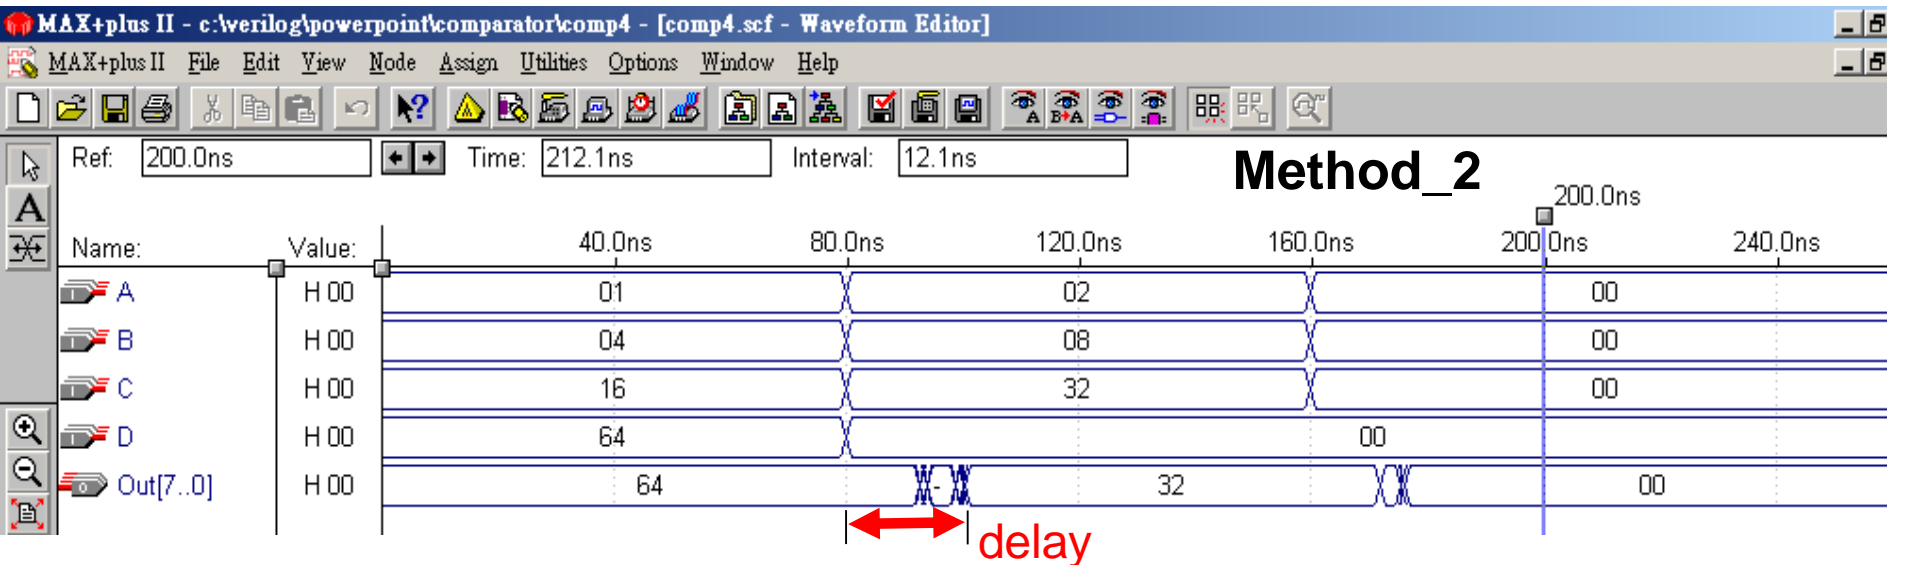 MAX+plus II - c:\verilog\powerpoint\comparator\comp4 - [comp4.scf - Waveform Editor]
MAX+plus II File Edit View Node Assign Utilities Options Window Help
Ref: 200.0ns Time: 212.1ns Interval: 12.1ns Method_2
200.0ns
Name: Value: 40.0ns 80.0ns 120.0ns 160.0ns 200.0ns 240.0ns
A H 00 01 02 00
B H 00 04 08 00
C H 00 16 32 00
D H 00 64 00
Out[7..0] H 00 64 - 32 00
delay